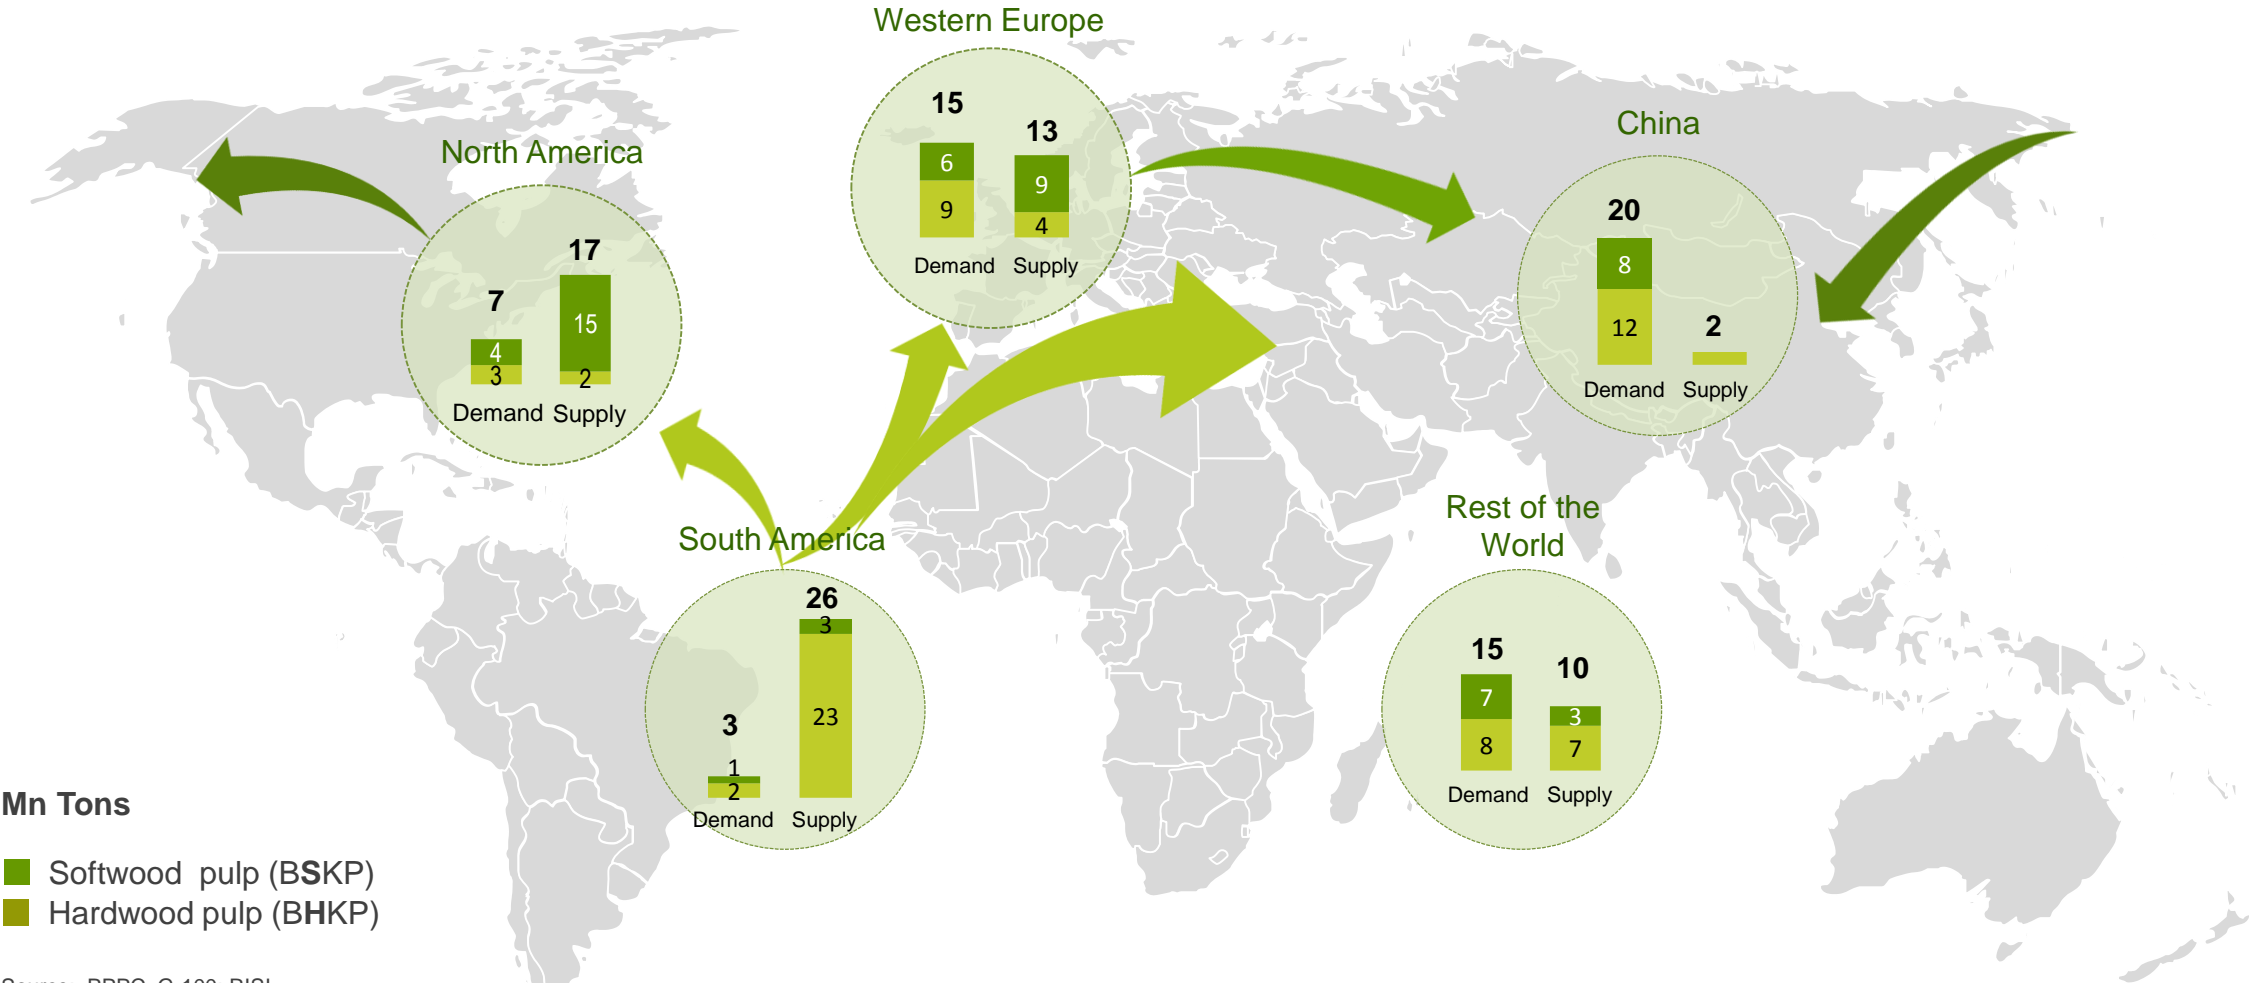 Western Europe
15
13
6
9
9
4
Demand Supply
North America
17
7
15
4
3
2
Demand Supply
China
20
8
12
2
Demand Supply
South America
26
3
23
3
1
2
Demand Supply
Rest of the
World
15
10
7
3
8
7
Demand Supply
Mn Tons
Softwood pulp (BSKP)
Hardwood pulp (BHKP)